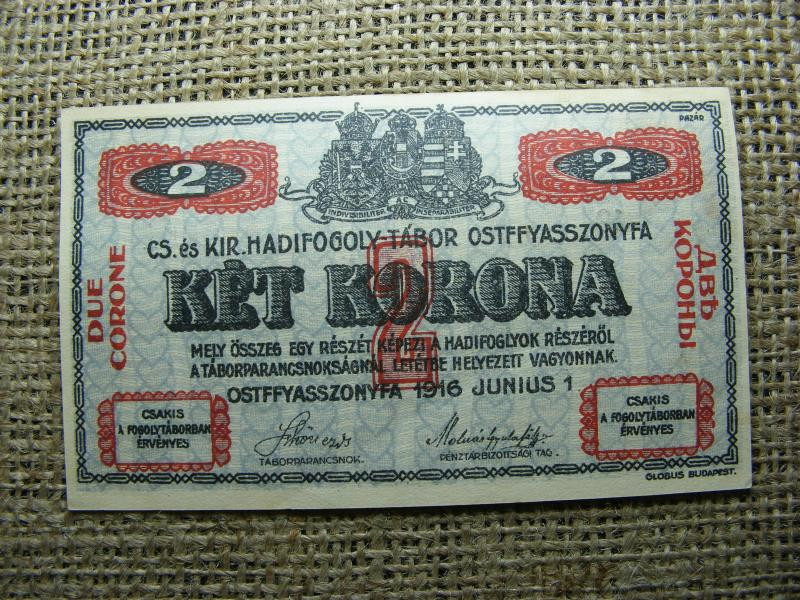 PAZÁR
2
2
INDIVISIBILITER AC INSEPARABILITER
CS. és KIR. HADIFOGOLY-TÁBOR OSTFFYASSZONYFA
KÉT KORONA
2
DUE
CORONE
ДВѢ
КОРОНЫ
MELY ÖSSZEG EGY RÉSZÉT KÉPEZI A HADIFOGLYOK RÉSZÉRŐL
A TÁBORPARANCSNOKSÁGNÁL LETÉTBE HELYEZETT VAGYONNAK.
OSTFFYASSZONYFA 1916 JUNIUS 1
CSAKIS
A FOGOLYTÁBORBAN
ÉRVÉNYES
CSAKIS
A FOGOLYTÁBORBAN
ÉRVÉNYES
TÁBORPARANCSNOK.
PÉNZTÁRBIZOTTSÁGI TAG.
GLOBUS BUDAPEST.